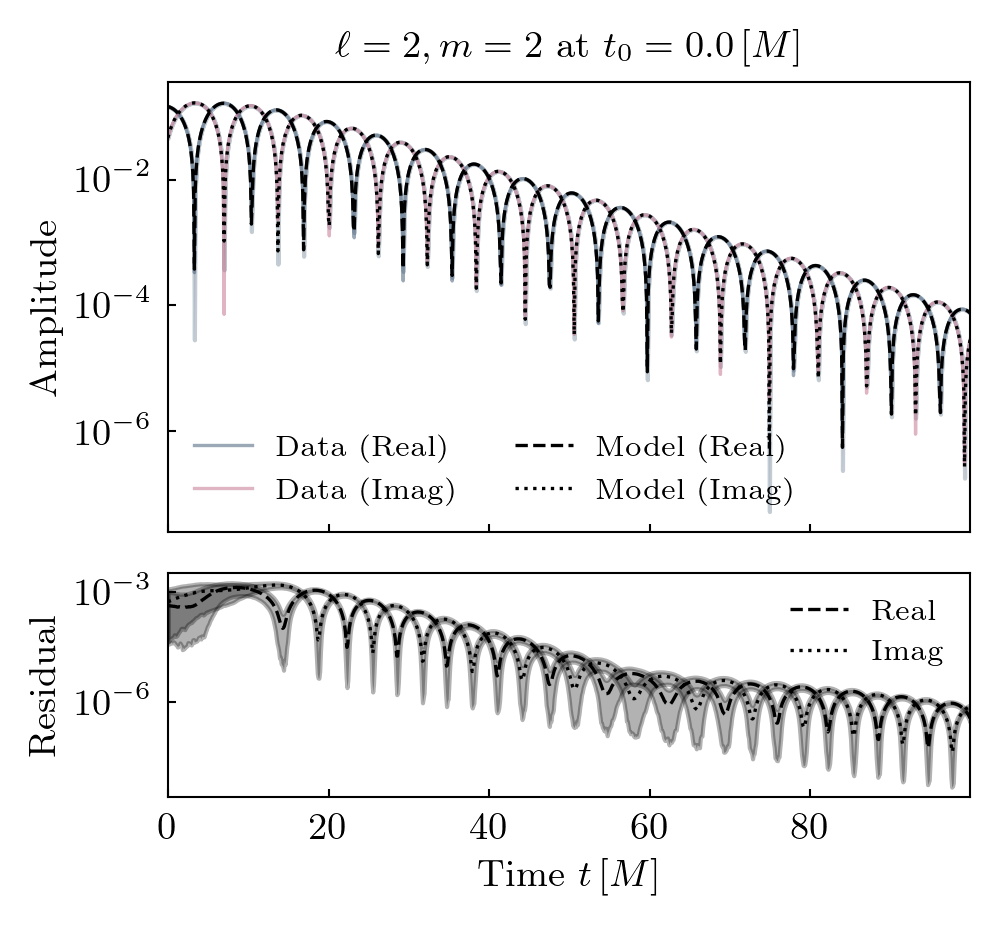 ℓ = 2, m = 2 at t₀ = 0.0 [M]
Amplitude
10⁻²
10⁻⁴
10⁻⁶
Data (Real)
Data (Imag)
Model (Real)
Model (Imag)
Residual
10⁻³
10⁻⁶
Real
Imag
0 20 40 60 80
Time t [M]